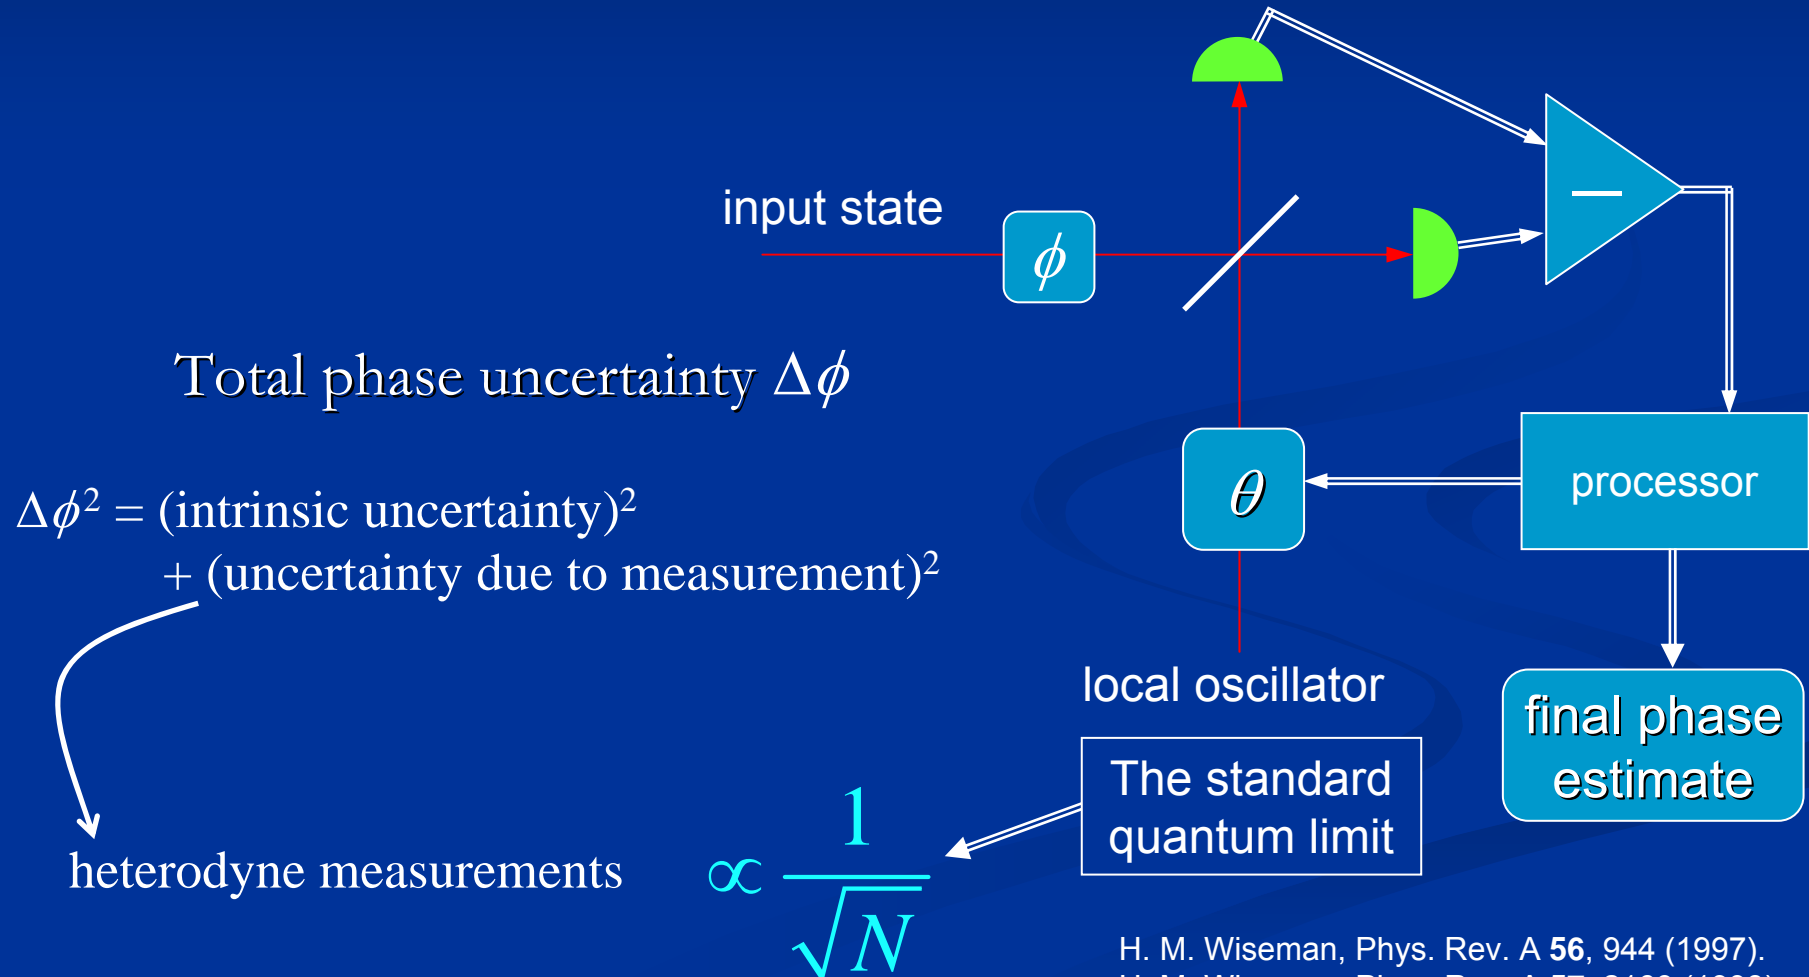 input state
ϕ
—
Total phase uncertainty Δϕ
Δϕ² = (intrinsic uncertainty)²
+ (uncertainty due to measurement)²
θ
processor
local oscillator
final phase
estimate
The standard
quantum limit
heterodyne measurements ∝ 1/√N
H. M. Wiseman, Phys. Rev. A 56, 944 (1997).